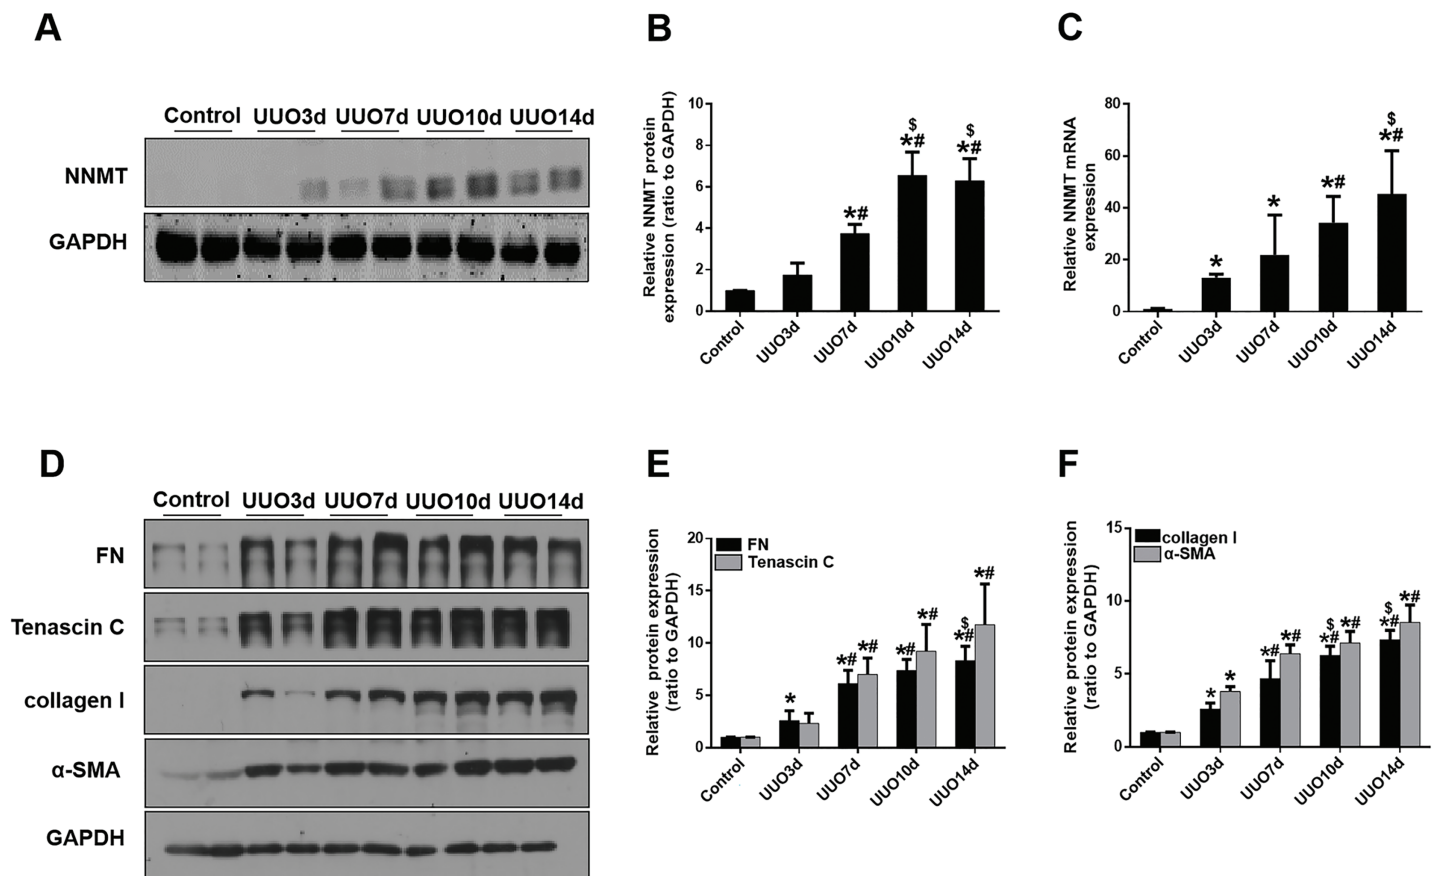 A
Control UUO3d UUO7d UUO10d UUO14d
NNMT
GAPDH
B
Relative NNMT protein
expression (ratio to GAPDH)
10
8
6
4
2
0
*#
$
*#
$
*#
Control UUO3d UUO7d UUO10d UUO14d
C
Relative NNMT mRNA
expression
80
60
40
20
0
*
*
*#
$
*#
Control UUO3d UUO7d UUO10d UUO14d
D
Control UUO3d UUO7d UUO10d UUO14d
FN
Tenascin C
collagen I
α-SMA
GAPDH
E
Relative protein expression
(ratio to GAPDH)
20
15
10
5
0
FN
Tenascin C
*
*# *#
*# *#
$
*# *#
Control UUO3d UUO7d UUO10d UUO14d
F
Relative protein expression
(ratio to GAPDH)
15
10
5
0
collagen I
α-SMA
* *
*# *#
$
*# *#
$
*# *#
Control UUO3d UUO7d UUO10d UUO14d